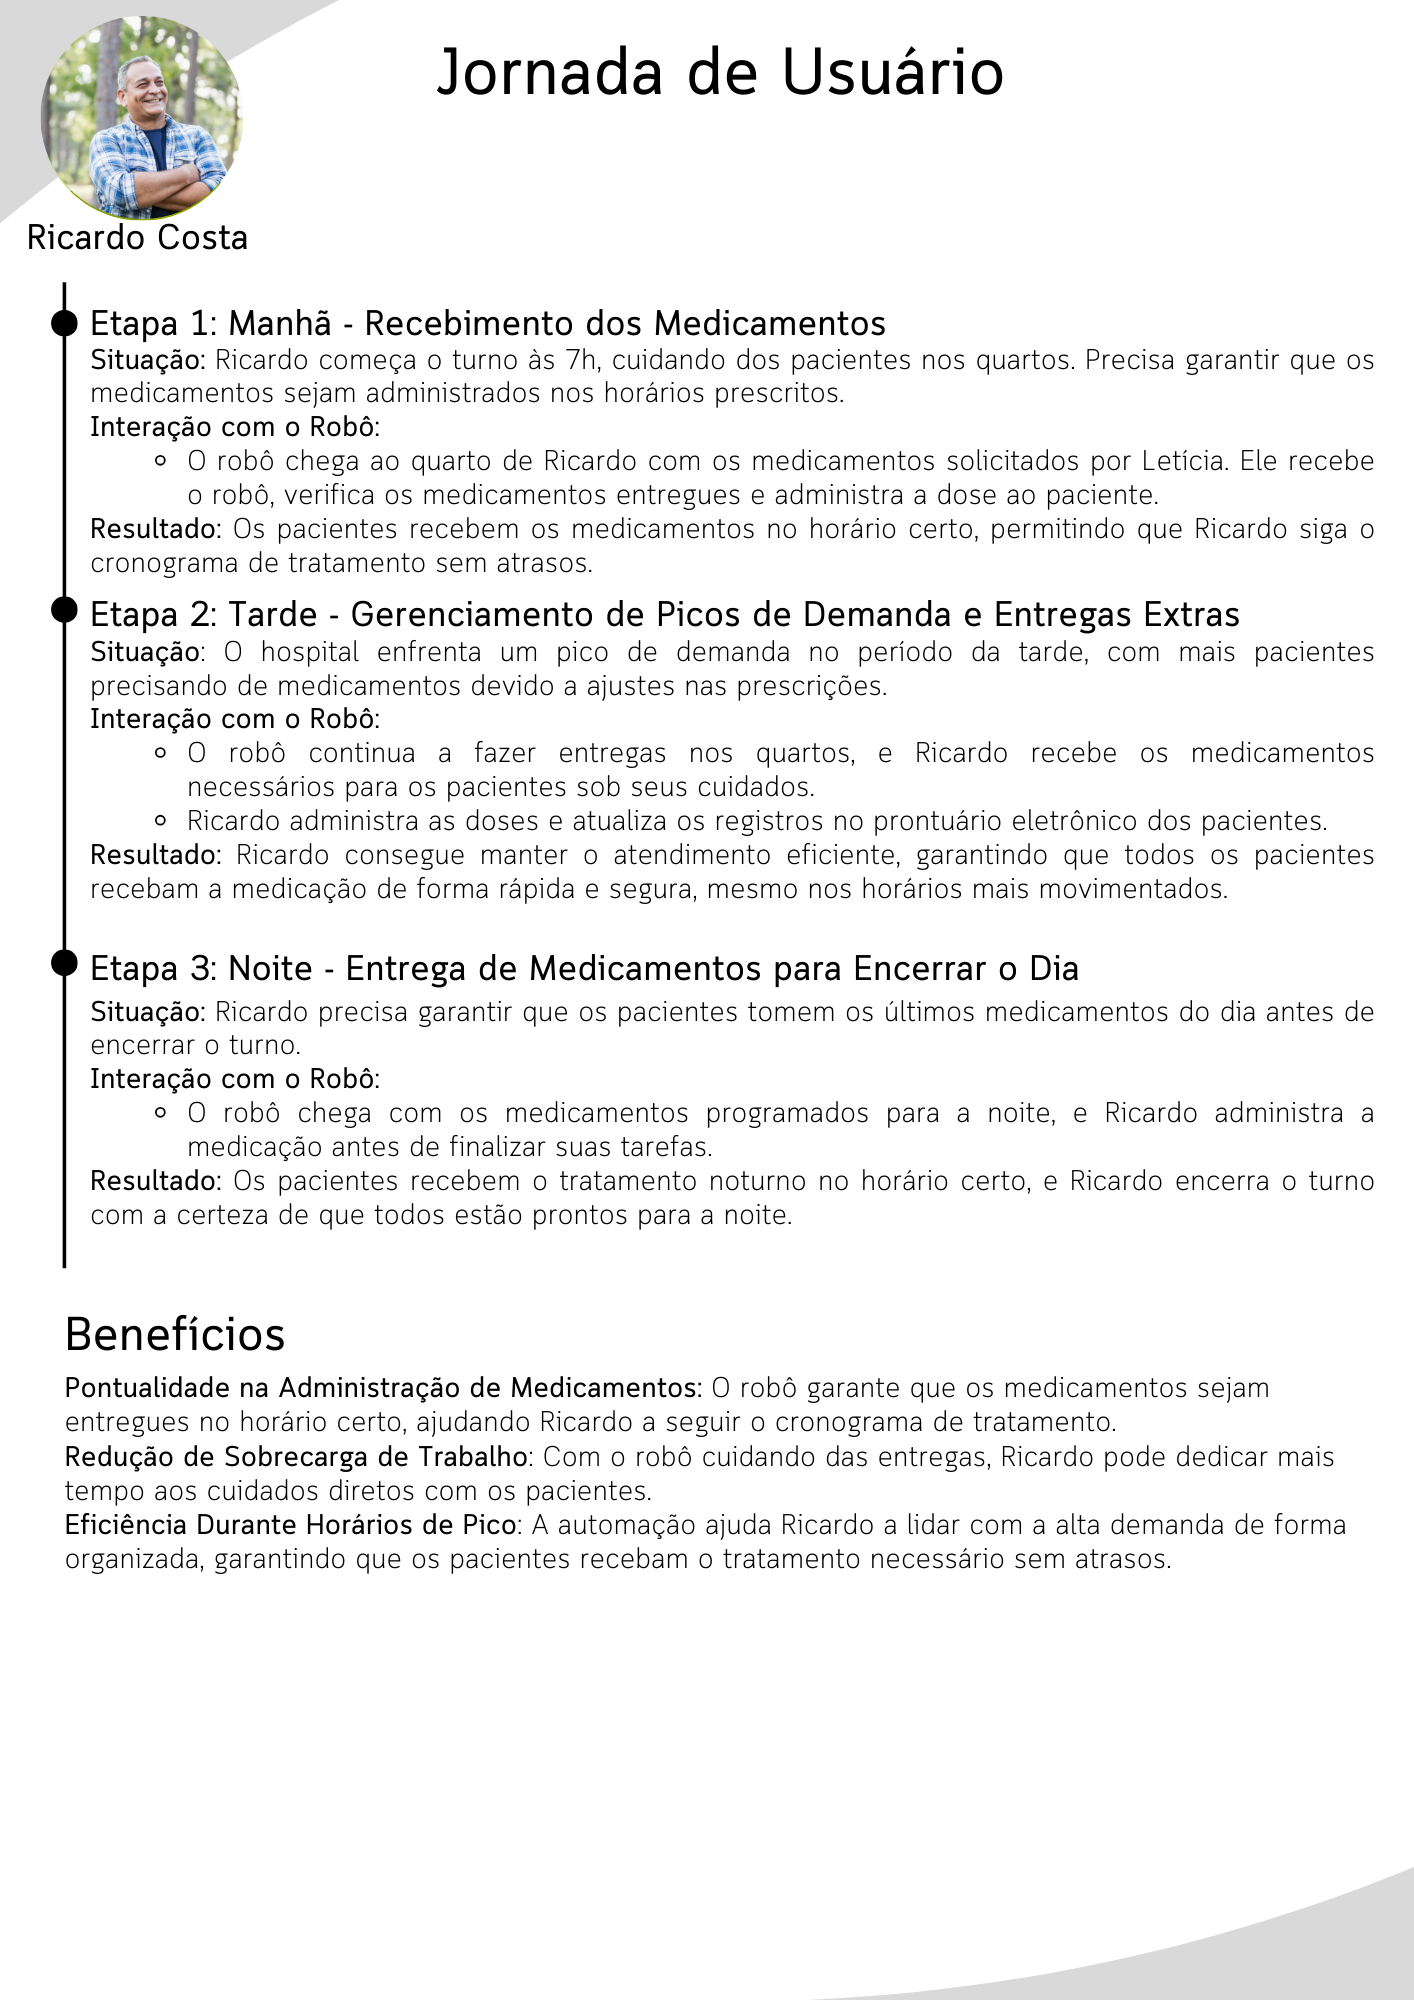 Jornada de Usuário
Ricardo Costa
Etapa 1: Manhã - Recebimento dos Medicamentos
Situação: Ricardo começa o turno às 7h, cuidando dos pacientes nos quartos. Precisa garantir que os
medicamentos sejam administrados nos horários prescritos.
Interação com o Robô:
O robô chega ao quarto de Ricardo com os medicamentos solicitados por Letícia. Ele recebe
o robô, verifica os medicamentos entregues e administra a dose ao paciente.
Resultado: Os pacientes recebem os medicamentos no horário certo, permitindo que Ricardo siga o
cronograma de tratamento sem atrasos.
Etapa 2: Tarde - Gerenciamento de Picos de Demanda e Entregas Extras
Situação: O hospital enfrenta um pico de demanda no período da tarde, com mais pacientes
precisando de medicamentos devido a ajustes nas prescrições.
Interação com o Robô:
O robô continua a fazer entregas nos quartos, e Ricardo recebe os medicamentos
necessários para os pacientes sob seus cuidados.
Ricardo administra as doses e atualiza os registros no prontuário eletrônico dos pacientes.
Resultado: Ricardo consegue manter o atendimento eficiente, garantindo que todos os pacientes
recebam a medicação de forma rápida e segura, mesmo nos horários mais movimentados.
Etapa 3: Noite - Entrega de Medicamentos para Encerrar o Dia
Situação: Ricardo precisa garantir que os pacientes tomem os últimos medicamentos do dia antes de
encerrar o turno.
Interação com o Robô:
O robô chega com os medicamentos programados para a noite, e Ricardo administra a
medicação antes de finalizar suas tarefas.
Resultado: Os pacientes recebem o tratamento noturno no horário certo, e Ricardo encerra o turno
com a certeza de que todos estão prontos para a noite.
Benefícios
Pontualidade na Administração de Medicamentos: O robô garante que os medicamentos sejam
entregues no horário certo, ajudando Ricardo a seguir o cronograma de tratamento.
Redução de Sobrecarga de Trabalho: Com o robô cuidando das entregas, Ricardo pode dedicar mais
tempo aos cuidados diretos com os pacientes.
Eficiência Durante Horários de Pico: A automação ajuda Ricardo a lidar com a alta demanda de forma
organizada, garantindo que os pacientes recebam o tratamento necessário sem atrasos.